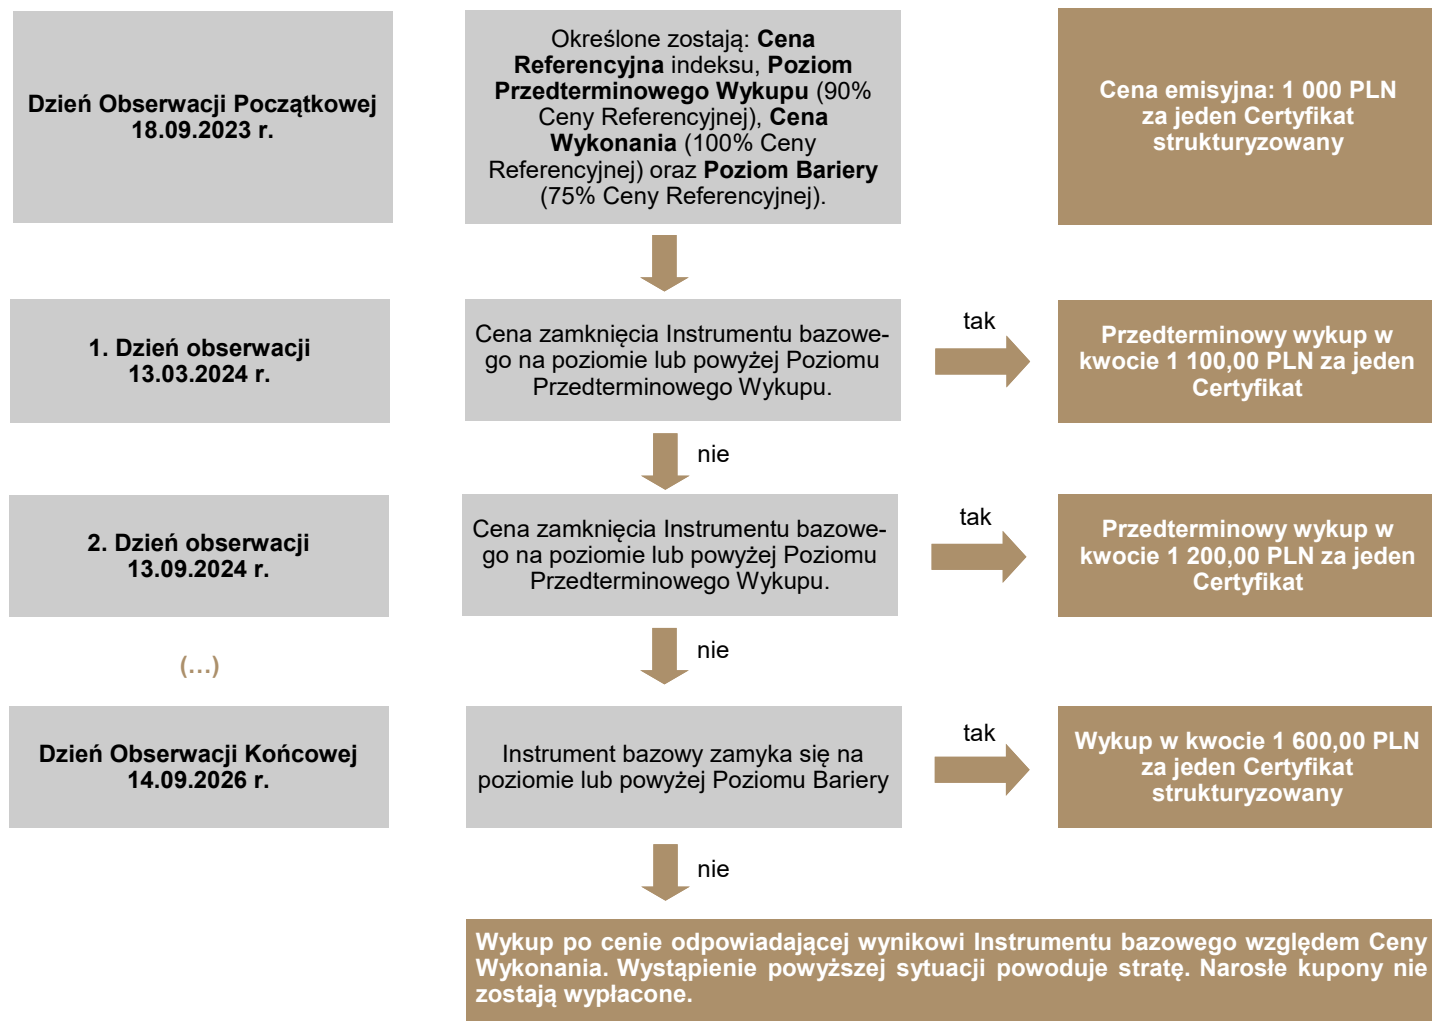 Dzień Obserwacji Początkowej
18.09.2023 r.
Określone zostają: Cena
Referencyjna indeksu, Poziom
Przedterminowego Wykupu (90%
Ceny Referencyjnej), Cena
Wykonania (100% Ceny
Referencyjnej) oraz Poziom Bariery
(75% Ceny Referencyjnej).
Cena emisyjna: 1 000 PLN
za jeden Certyfikat
strukturyzowany
1. Dzień obserwacji
13.03.2024 r.
Cena zamknięcia Instrumentu bazowe-
go na poziomie lub powyżej Poziomu
Przedterminowego Wykupu.
tak
Przedterminowy wykup w
kwocie 1 100,00 PLN za jeden
Certyfikat
nie
2. Dzień obserwacji
13.09.2024 r.
Cena zamknięcia Instrumentu bazowe-
go na poziomie lub powyżej Poziomu
Przedterminowego Wykupu.
tak
Przedterminowy wykup w
kwocie 1 200,00 PLN za jeden
Certyfikat
nie
(…)
Dzień Obserwacji Końcowej
14.09.2026 r.
Instrument bazowy zamyka się na
poziomie lub powyżej Poziomu Bariery
tak
Wykup w kwocie 1 600,00 PLN
za jeden Certyfikat
strukturyzowany
nie
Wykup po cenie odpowiadającej wynikowi Instrumentu bazowego względem Ceny
Wykonania. Wystąpienie powyższej sytuacji powoduje stratę. Narosłe kupony nie
zostają wypłacone.